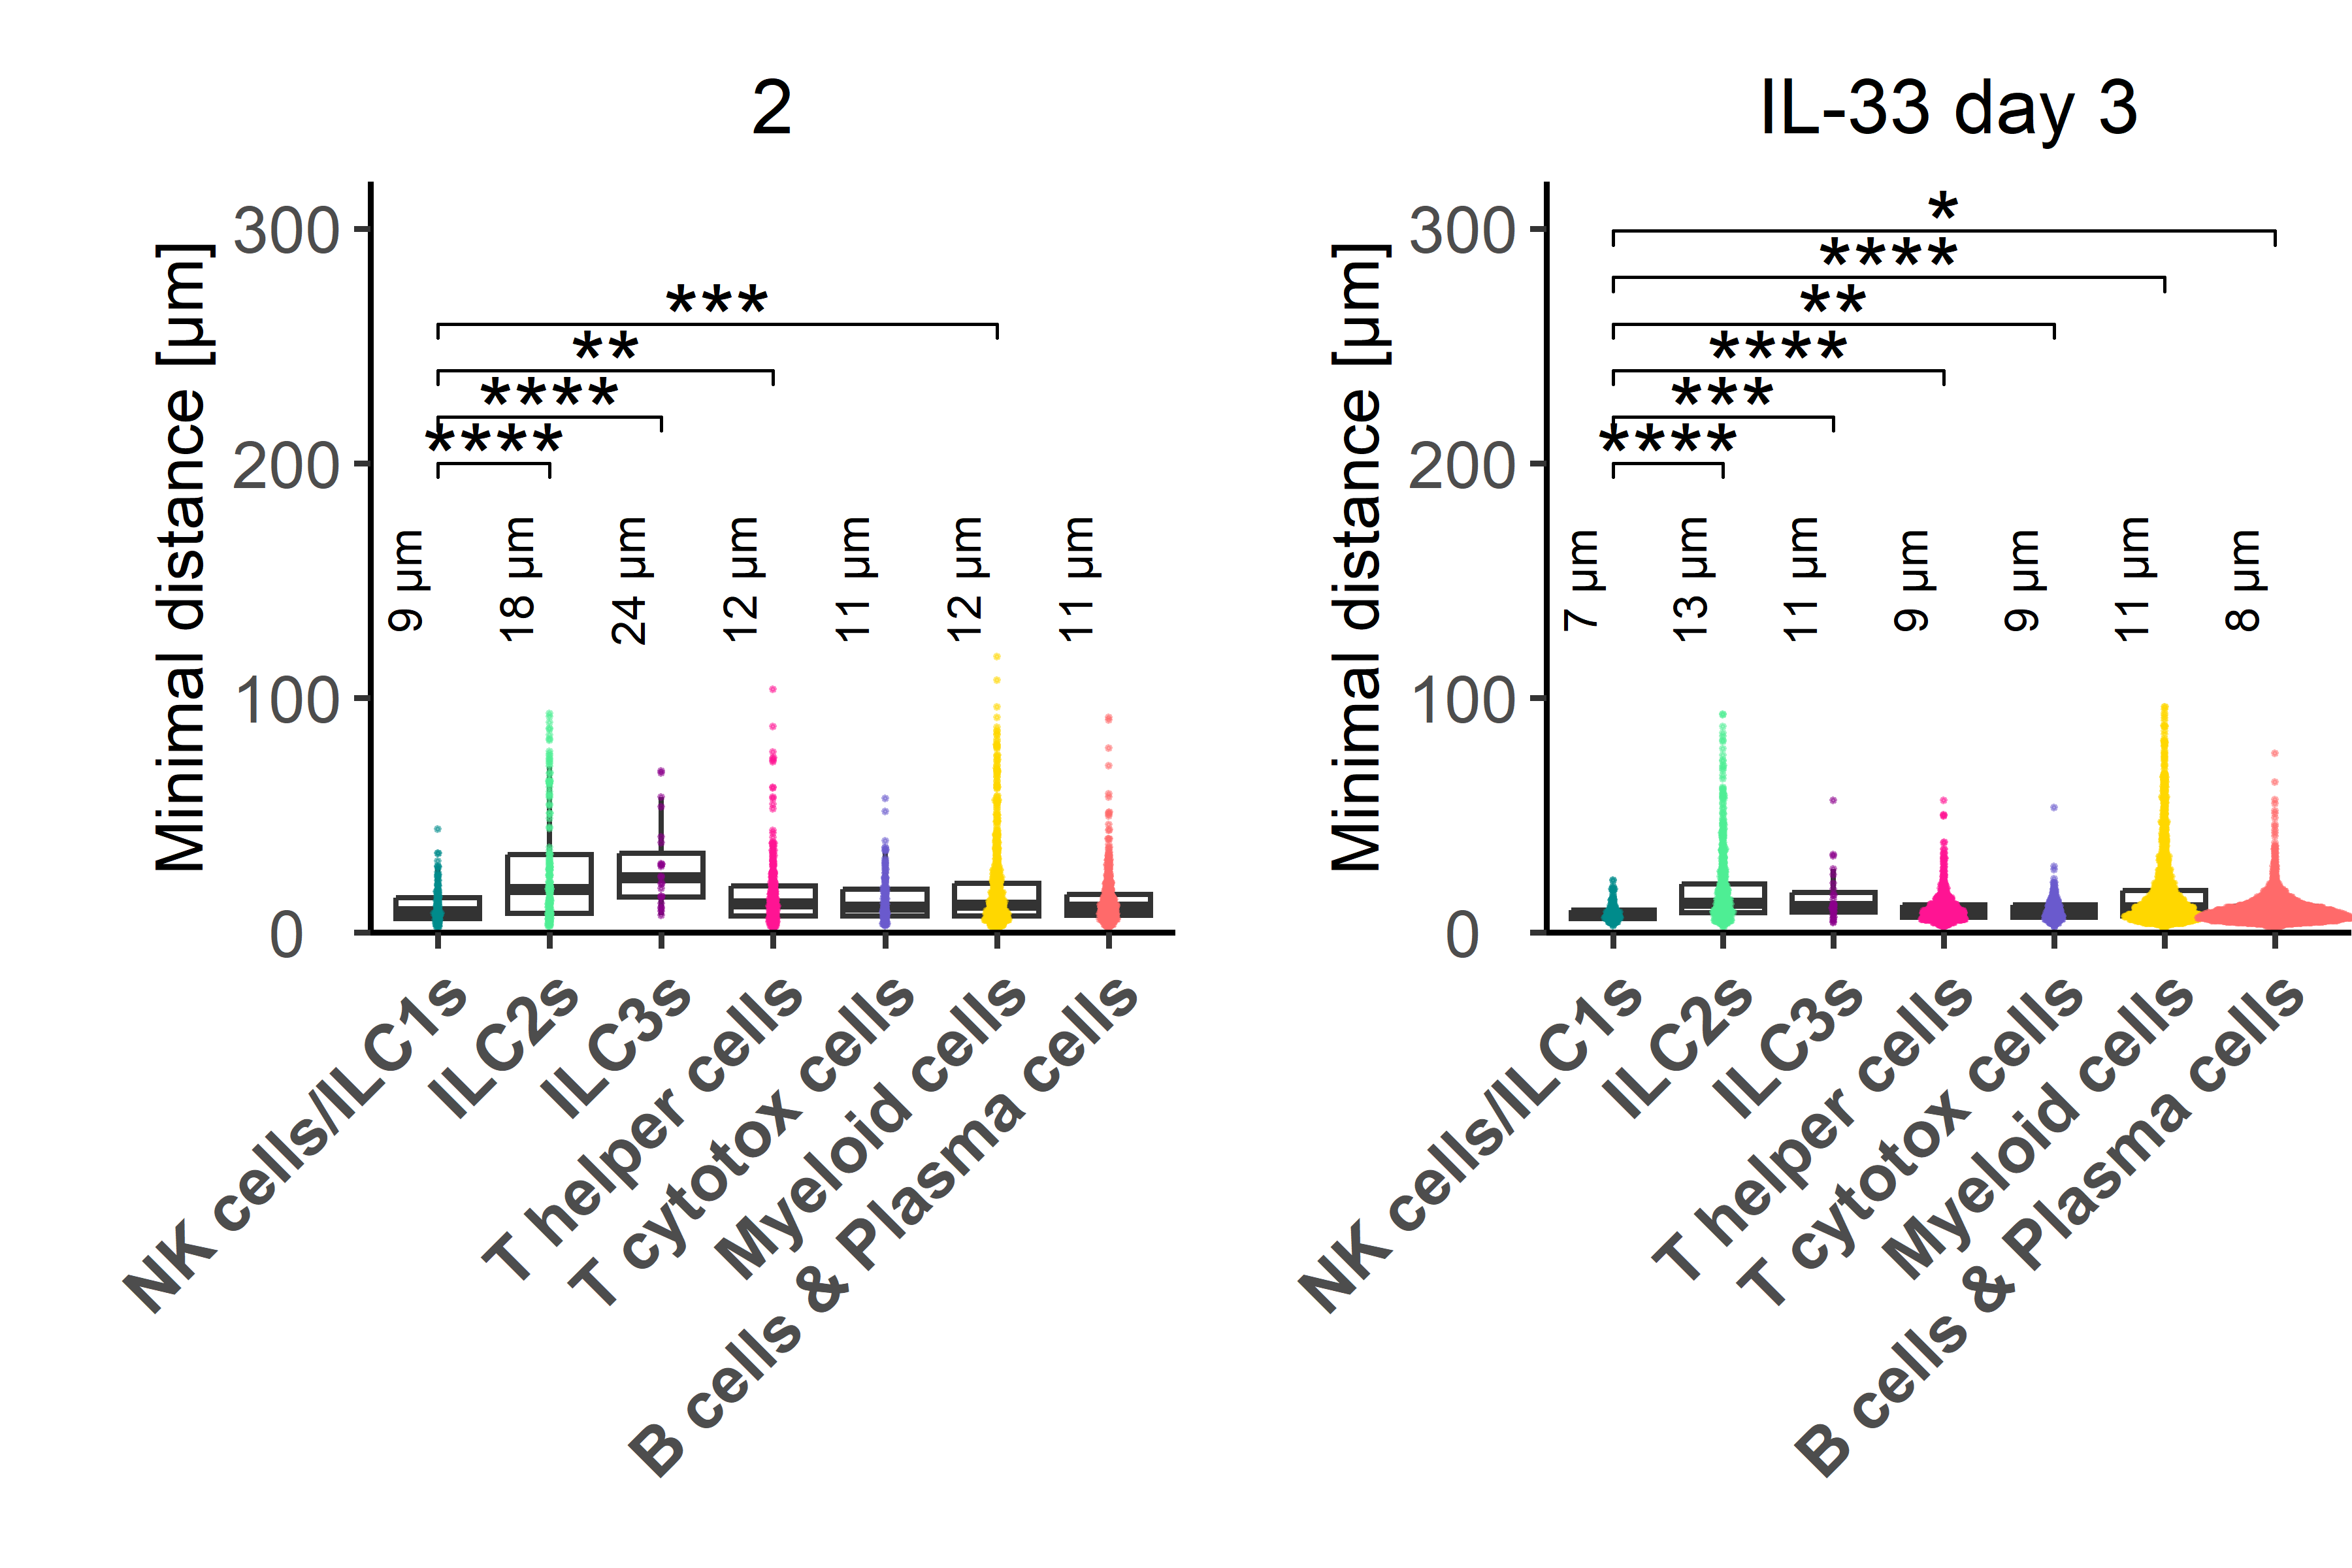 2
Minimal distance [µm]
300
200
100
0
***
**
****
****
9 µm
18 µm
24 µm
12 µm
11 µm
12 µm
11 µm
NK cells/ILC1s
ILC2s
ILC3s
T helper cells
T cytotox cells
Myeloid cells
B cells & Plasma cells
IL-33 day 3
Minimal distance [µm]
300
200
100
0
*
****
**
****
***
****
7 µm
13 µm
11 µm
9 µm
9 µm
11 µm
8 µm
NK cells/ILC1s
ILC2s
ILC3s
T helper cells
T cytotox cells
Myeloid cells
B cells & Plasma cells